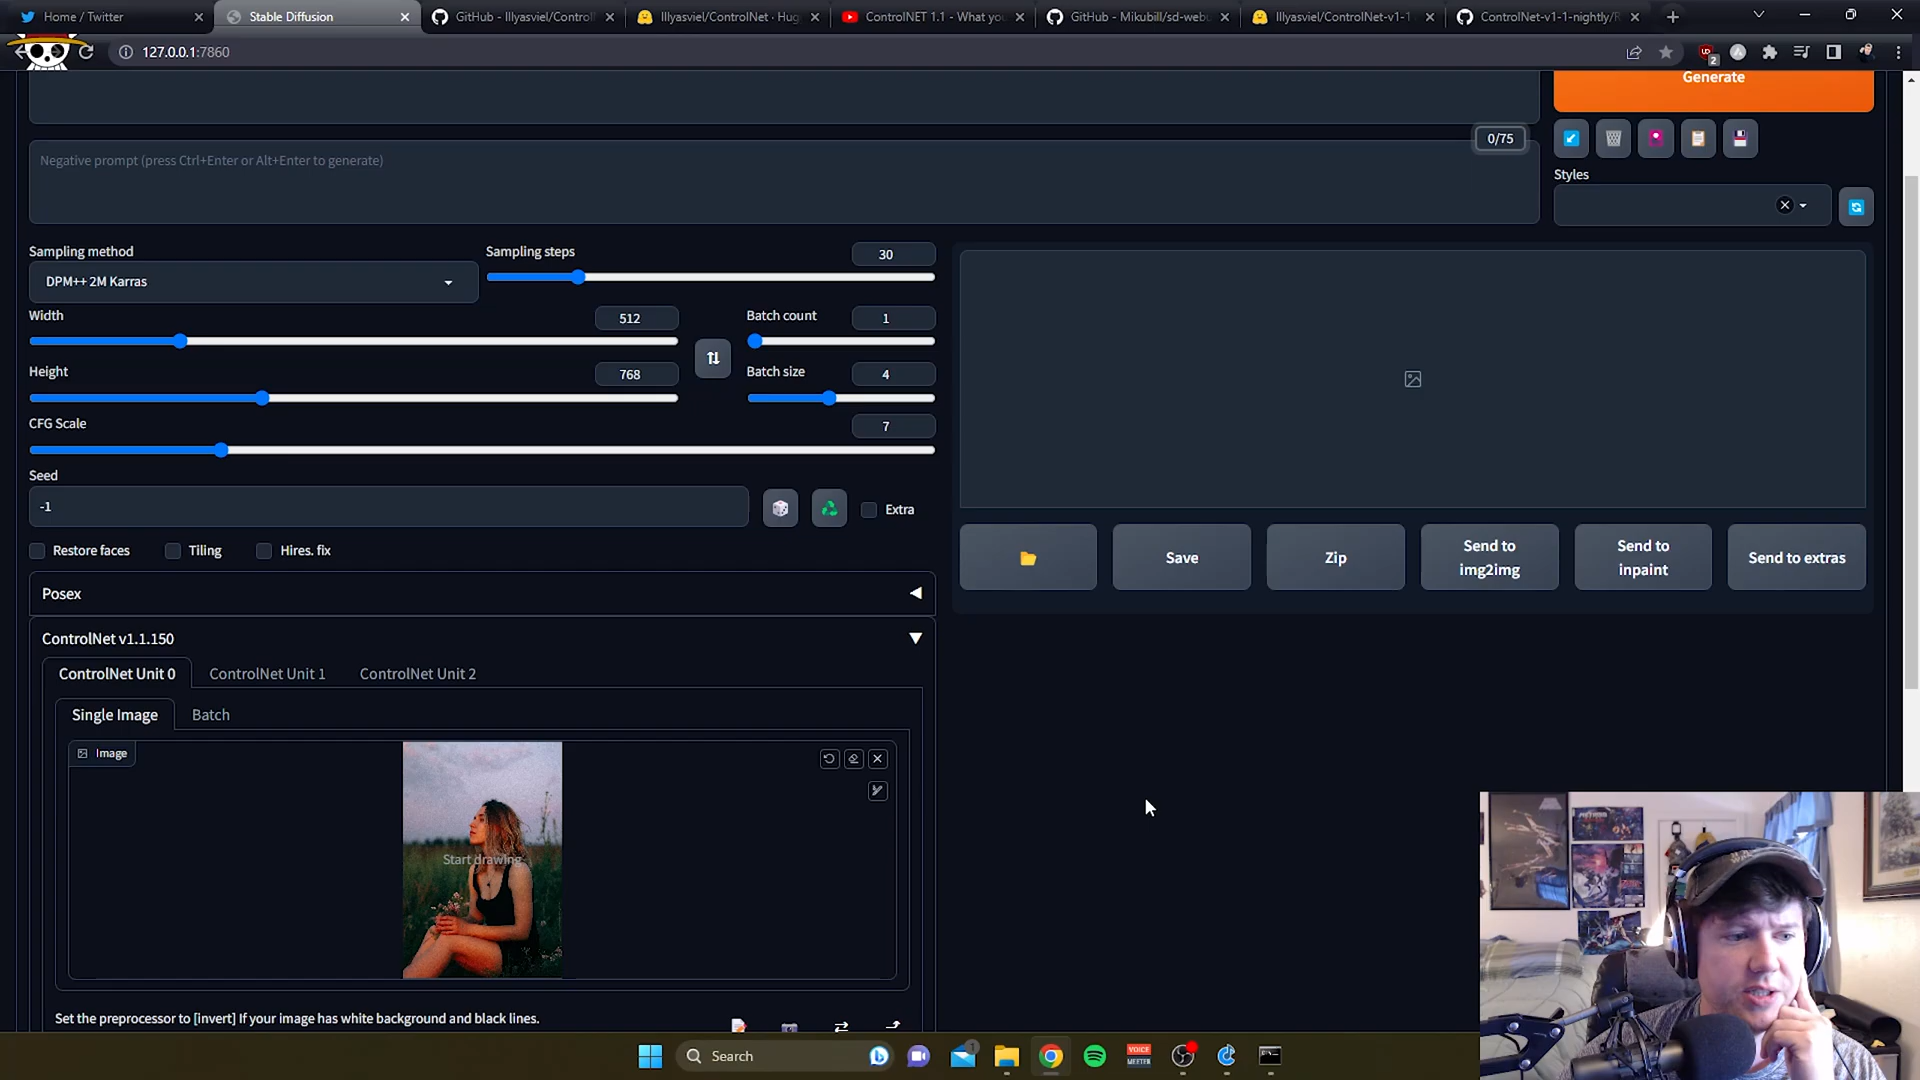 Home / Twitter
Stable Diffusion
GitHub - lllyasviel/Control
lllyasviel/ControlNet · Hug
ControlNET 1.1 - What you
GitHub - Mikubill/sd-webu
lllyasviel/ControlNet-v1-1
ControlNet-v1-1-nightly/R
127.0.0.1:7860
2
Generate
0/75
Negative prompt (press Ctrl+Enter or Alt+Enter to generate)
Styles
Sampling method
DPM++ 2M Karras
Sampling steps
30
Width
512
Batch count
1
Height
768
Batch size
4
CFG Scale
7
Seed
-1
Extra
Restore faces
Tiling
Hires. fix
Save
Zip
Send to
img2img
Send to
inpaint
Send to extras
Posex
ControlNet v1.1.150
ControlNet Unit 0
ControlNet Unit 1
ControlNet Unit 2
Single Image
Batch
Image
Start drawing
Set the preprocessor to [invert] If your image has white background and black lines.
Search
1
VOICE
MEETER